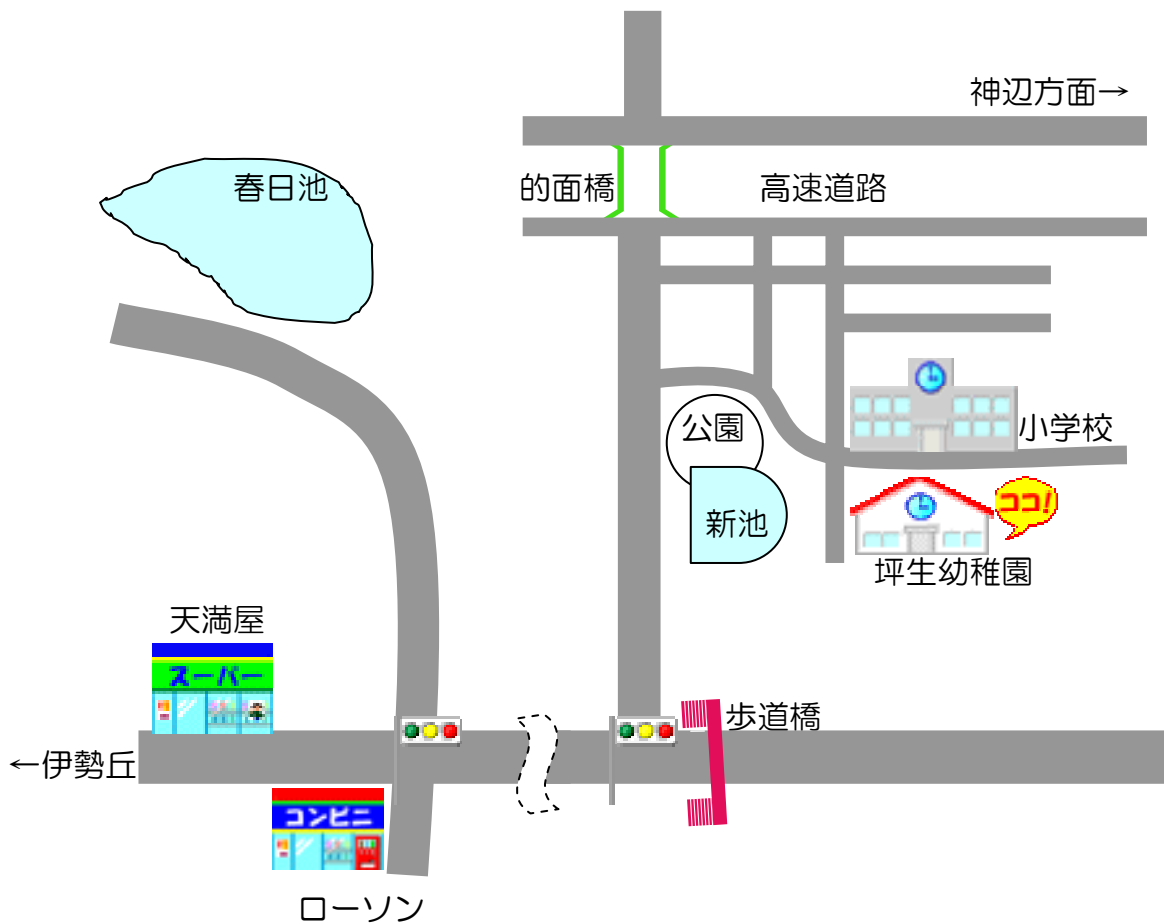 神辺方面→
春日池
的面橋
高速道路
公園
小学校
新池
ココ!
坪生幼稚園
天満屋
スーパー
歩道橋
←伊勢丘
コンビニ
ローソン